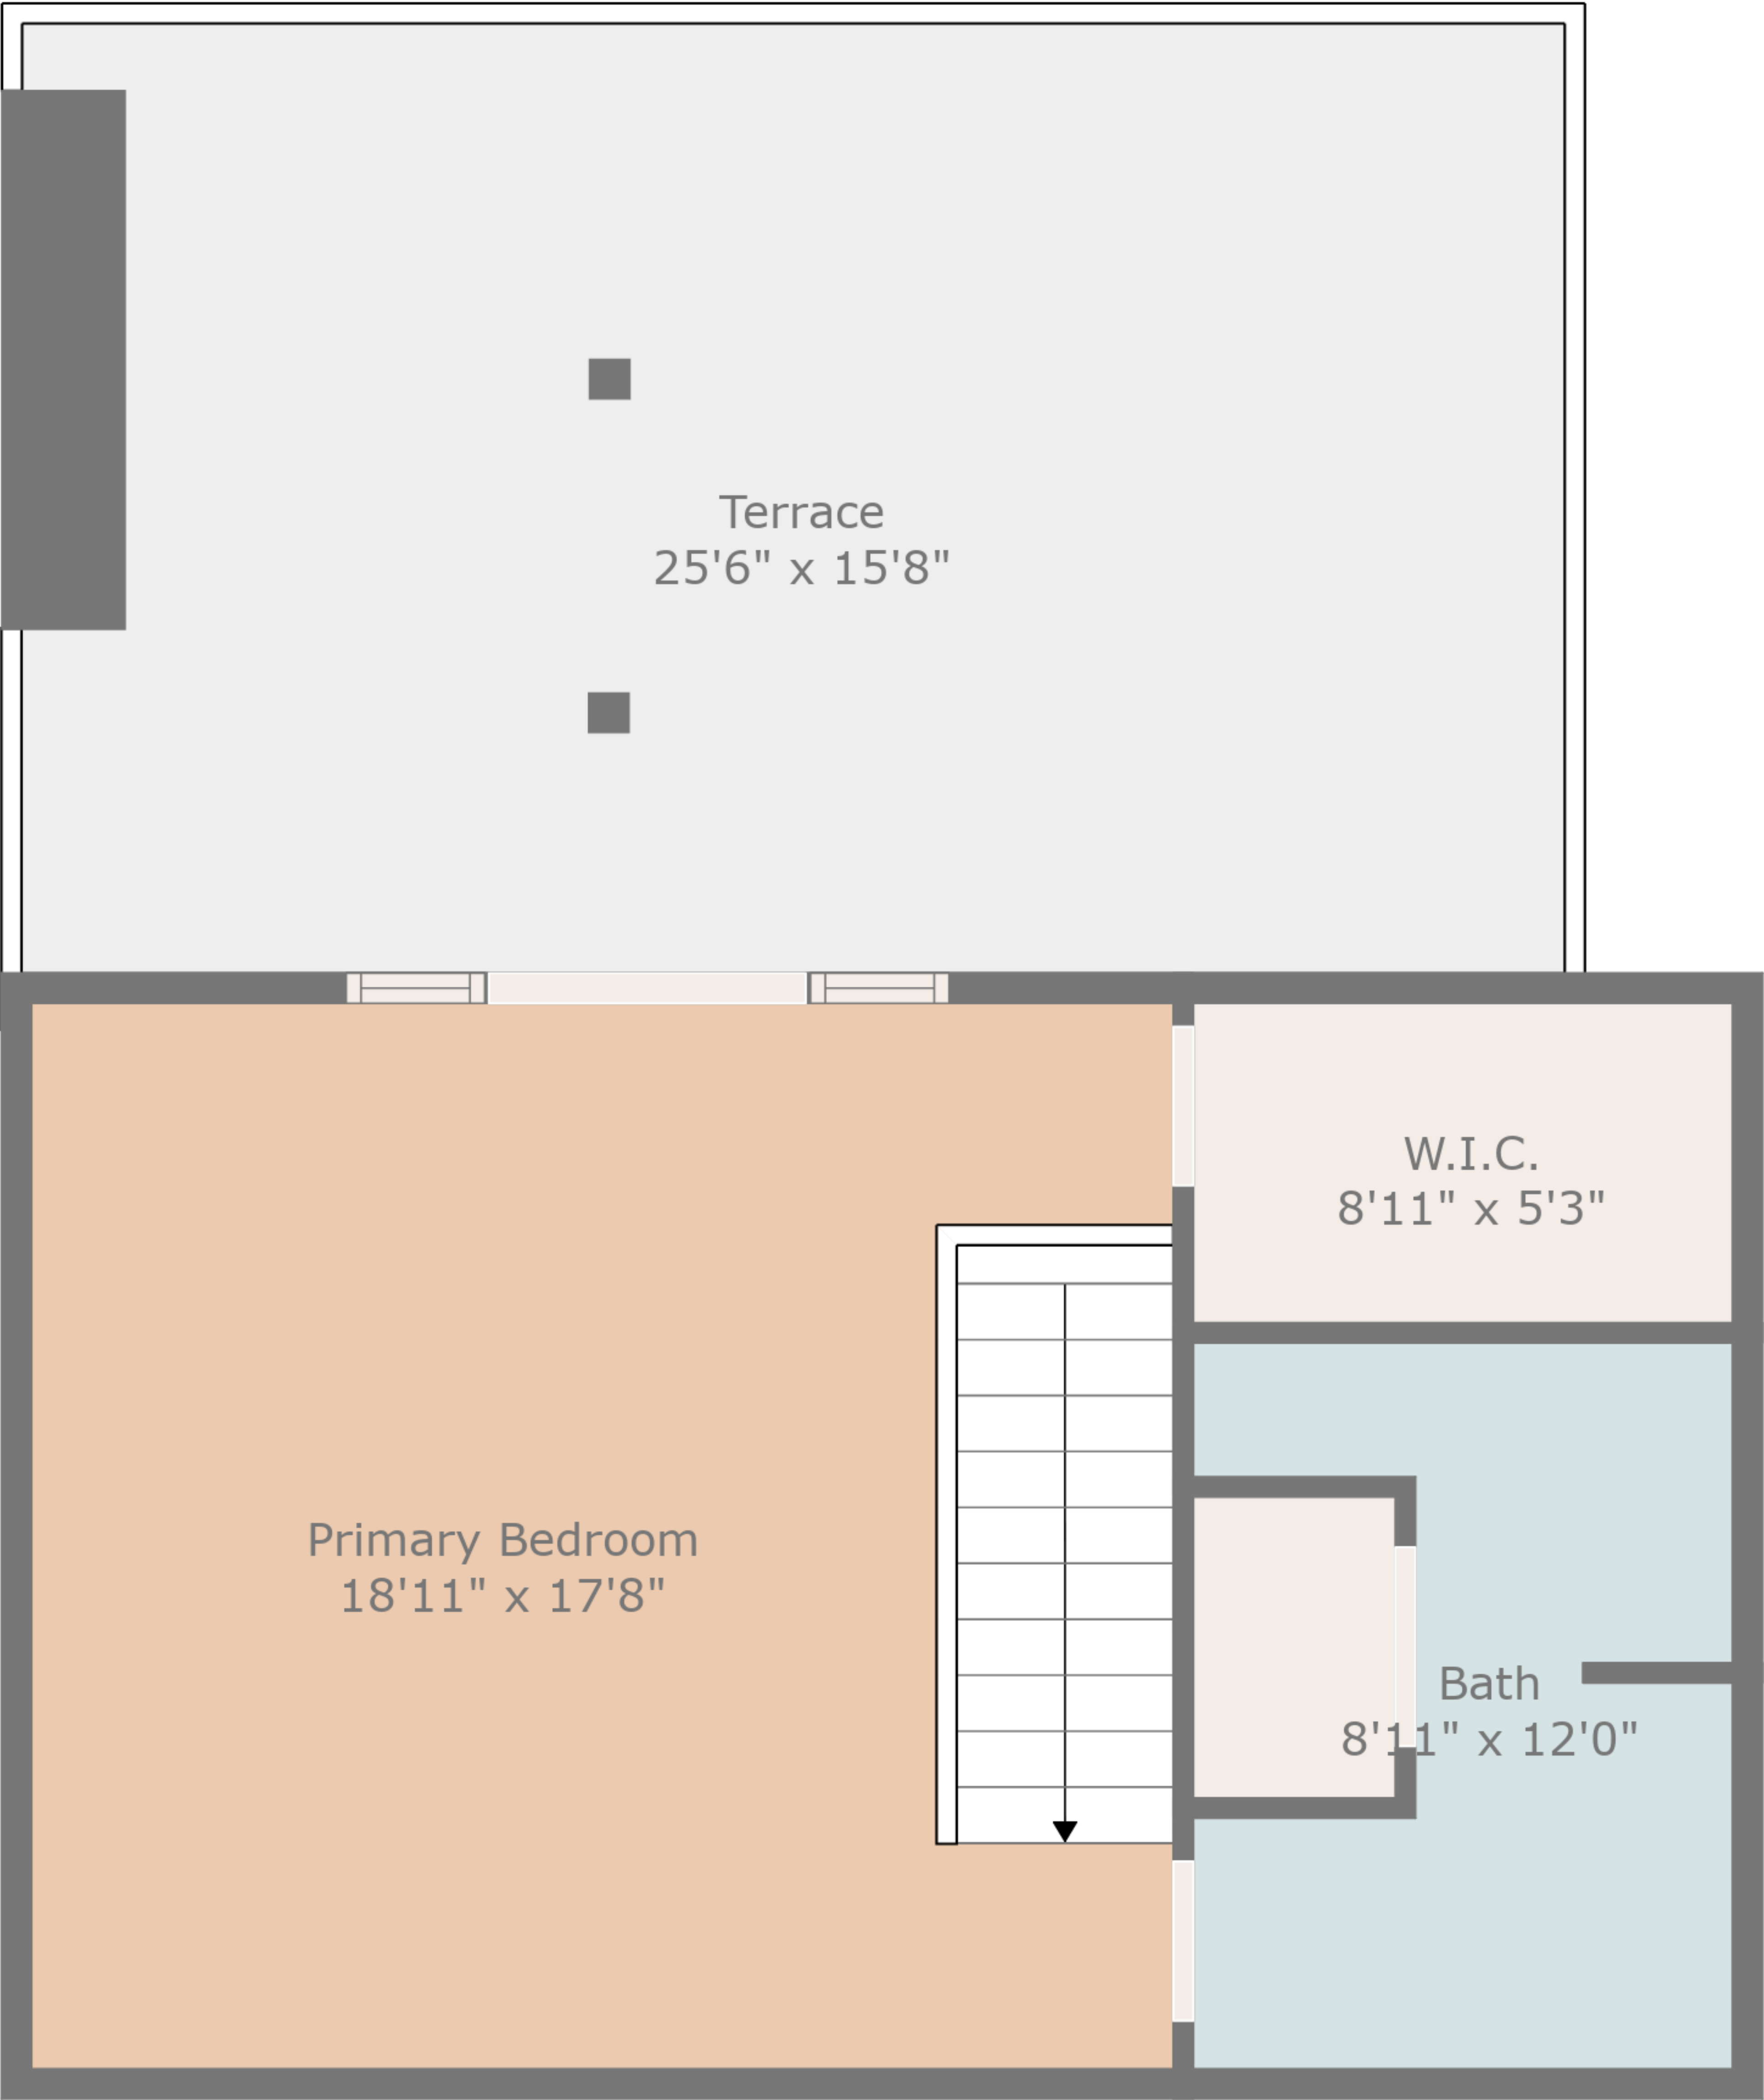 Terrace
25'6" x 15'8"
W.I.C.
8'11" x 5'3"
Primary Bedroom
18'11" x 17'8"
Bath
8'11" x 12'0"